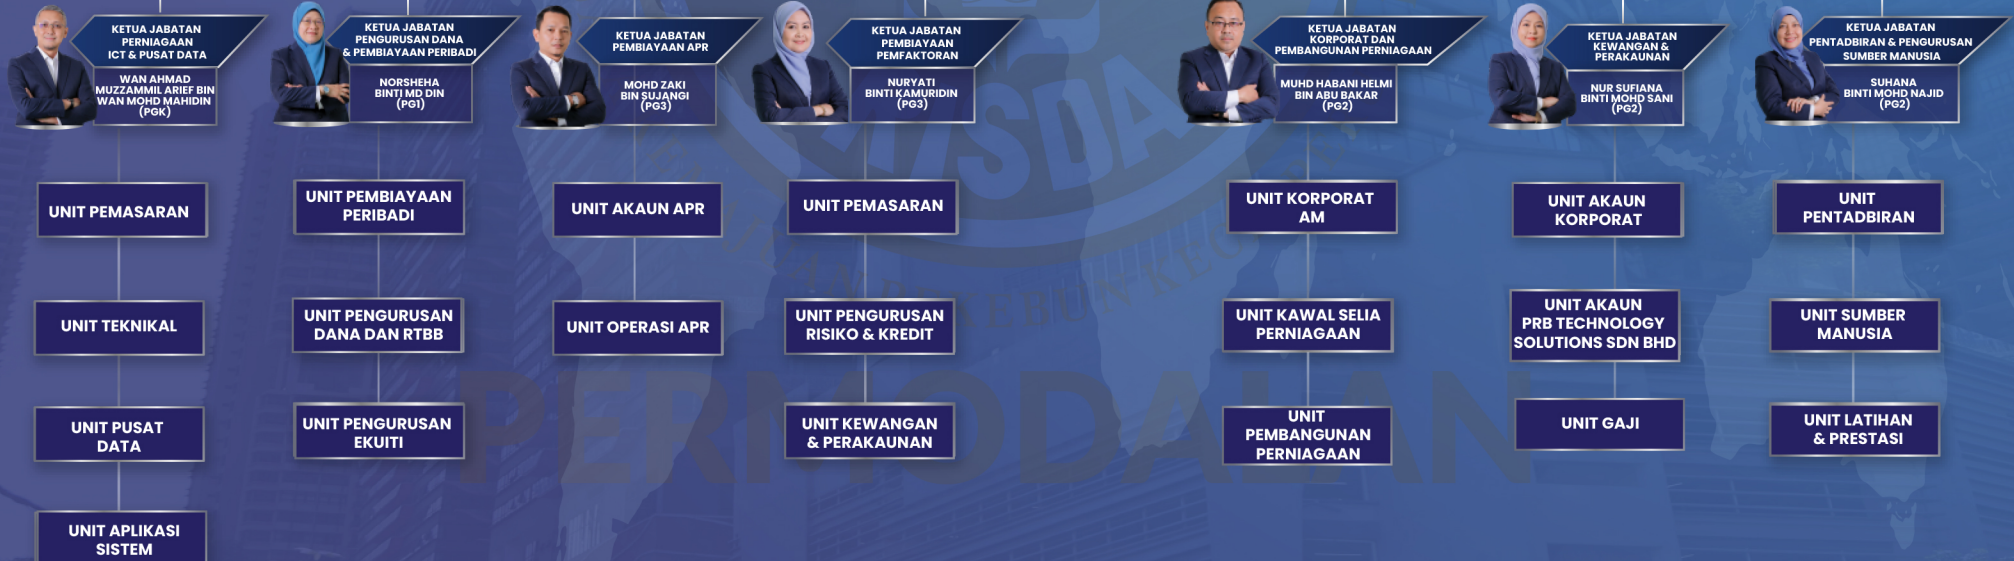 KETUA JABATAN
PERNIAGAAN
ICT & PUSAT DATA
WAN AHMAD
MUZZAMMIL ARIEF BIN
WAN MOHD MAHIDIN
(PGK)
UNIT PEMASARAN
UNIT TEKNIKAL
UNIT PUSAT
DATA
UNIT APLIKASI
SISTEM
KETUA JABATAN
PENGURUSAN DANA
& PEMBIAYAAN PERIBADI
NORSHEHA
BINTI MD DIN
(PG1)
UNIT PEMBIAYAAN
PERIBADI
UNIT PENGURUSAN
DANA DAN RTBB
UNIT PENGURUSAN
EKUITI
KETUA JABATAN
PEMBIAYAAN APR
MOHD ZAKI
BIN SUJANGI
(PG3)
UNIT AKAUN APR
UNIT OPERASI APR
KETUA JABATAN
PEMBIAYAAN
PEMFAKTORAN
NURYATI
BINTI KAMURIDIN
(PG3)
UNIT PEMASARAN
UNIT PENGURUSAN
RISIKO & KREDIT
UNIT KEWANGAN
& PERAKAUNAN
KETUA JABATAN
KORPORAT DAN
PEMBANGUNAN PERNIAGAAN
MUHD HABANI HELMI
BIN ABU BAKAR
(PG2)
UNIT KORPORAT
AM
UNIT KAWAL SELIA
PERNIAGAAN
UNIT
PEMBANGUNAN
PERNIAGAAN
KETUA JABATAN
KEWANGAN &
PERAKAUNAN
NUR SUFIANA
BINTI MOHD SANI
(PG2)
UNIT AKAUN
KORPORAT
UNIT AKAUN
PRB TECHNOLOGY
SOLUTIONS SDN BHD
UNIT GAJI
KETUA JABATAN
PENTADBIRAN & PENGURUSAN
SUMBER MANUSIA
SUHANA
BINTI MOHD NAJID
(PG2)
UNIT
PENTADBIRAN
UNIT SUMBER
MANUSIA
UNIT LATIHAN
& PRESTASI
PERMODALAN